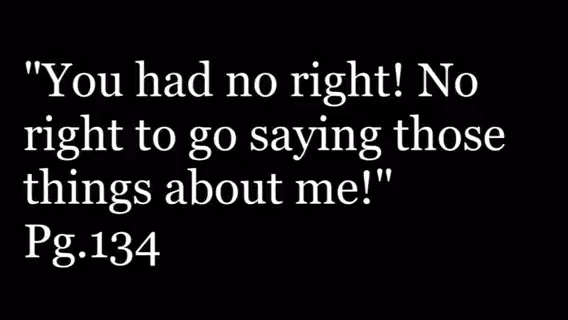 "You had no right! No
right to go saying those
things about me!"
Pg.134